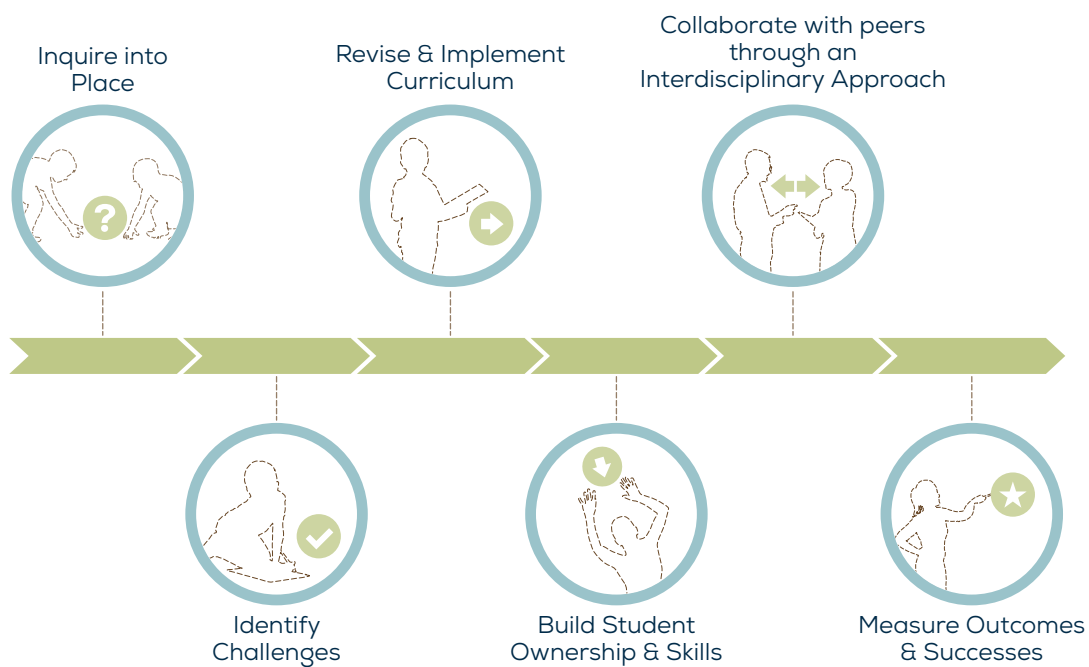 Inquire into
Place
Revise & Implement
Curriculum
Collaborate with peers
through an
Interdisciplinary Approach
?
Identify
Challenges
Build Student
Ownership & Skills
Measure Outcomes
& Successes